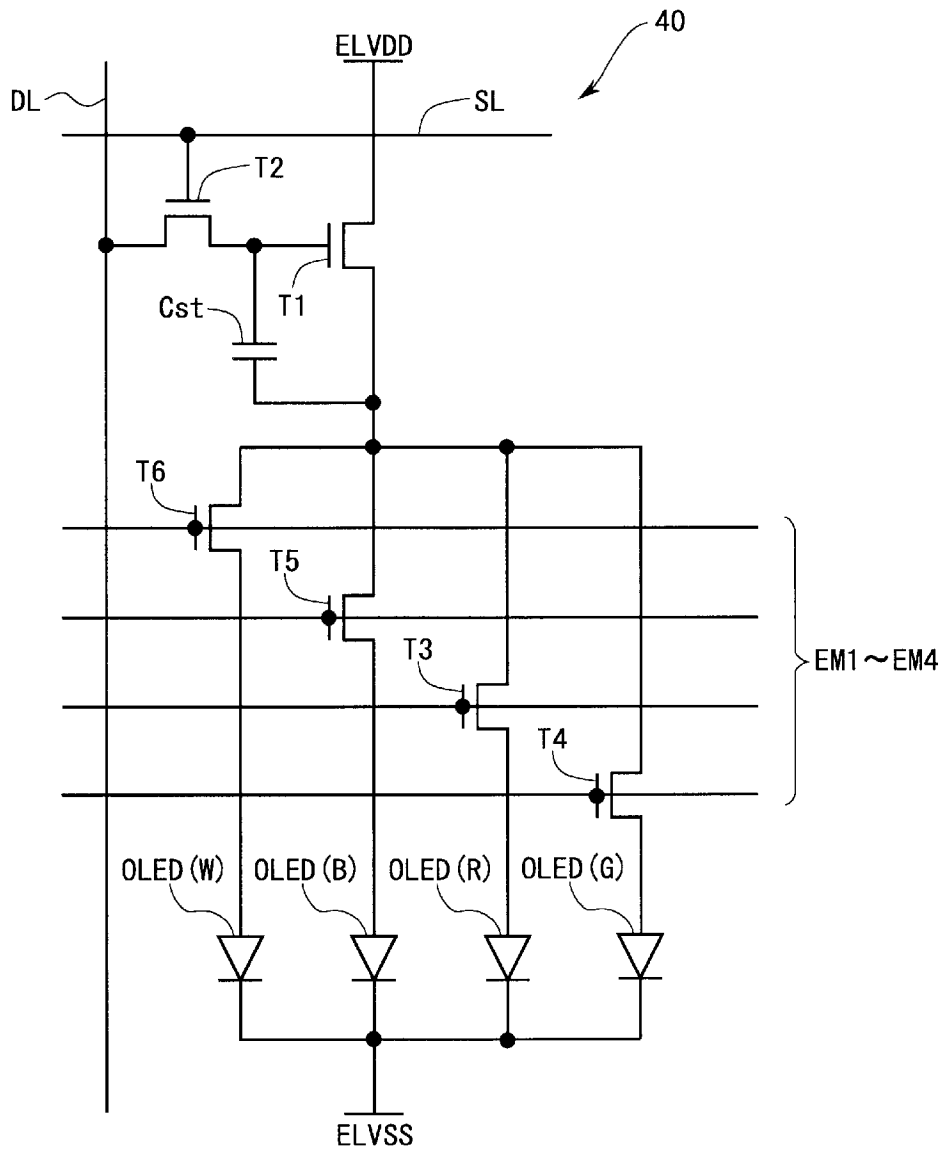 40
ELVDD
DL
SL
T2
T1
Cst
T6
T5
T3
EM1～EM4
T4
OLED(W)
OLED(B)
OLED(R)
OLED(G)
ELVSS